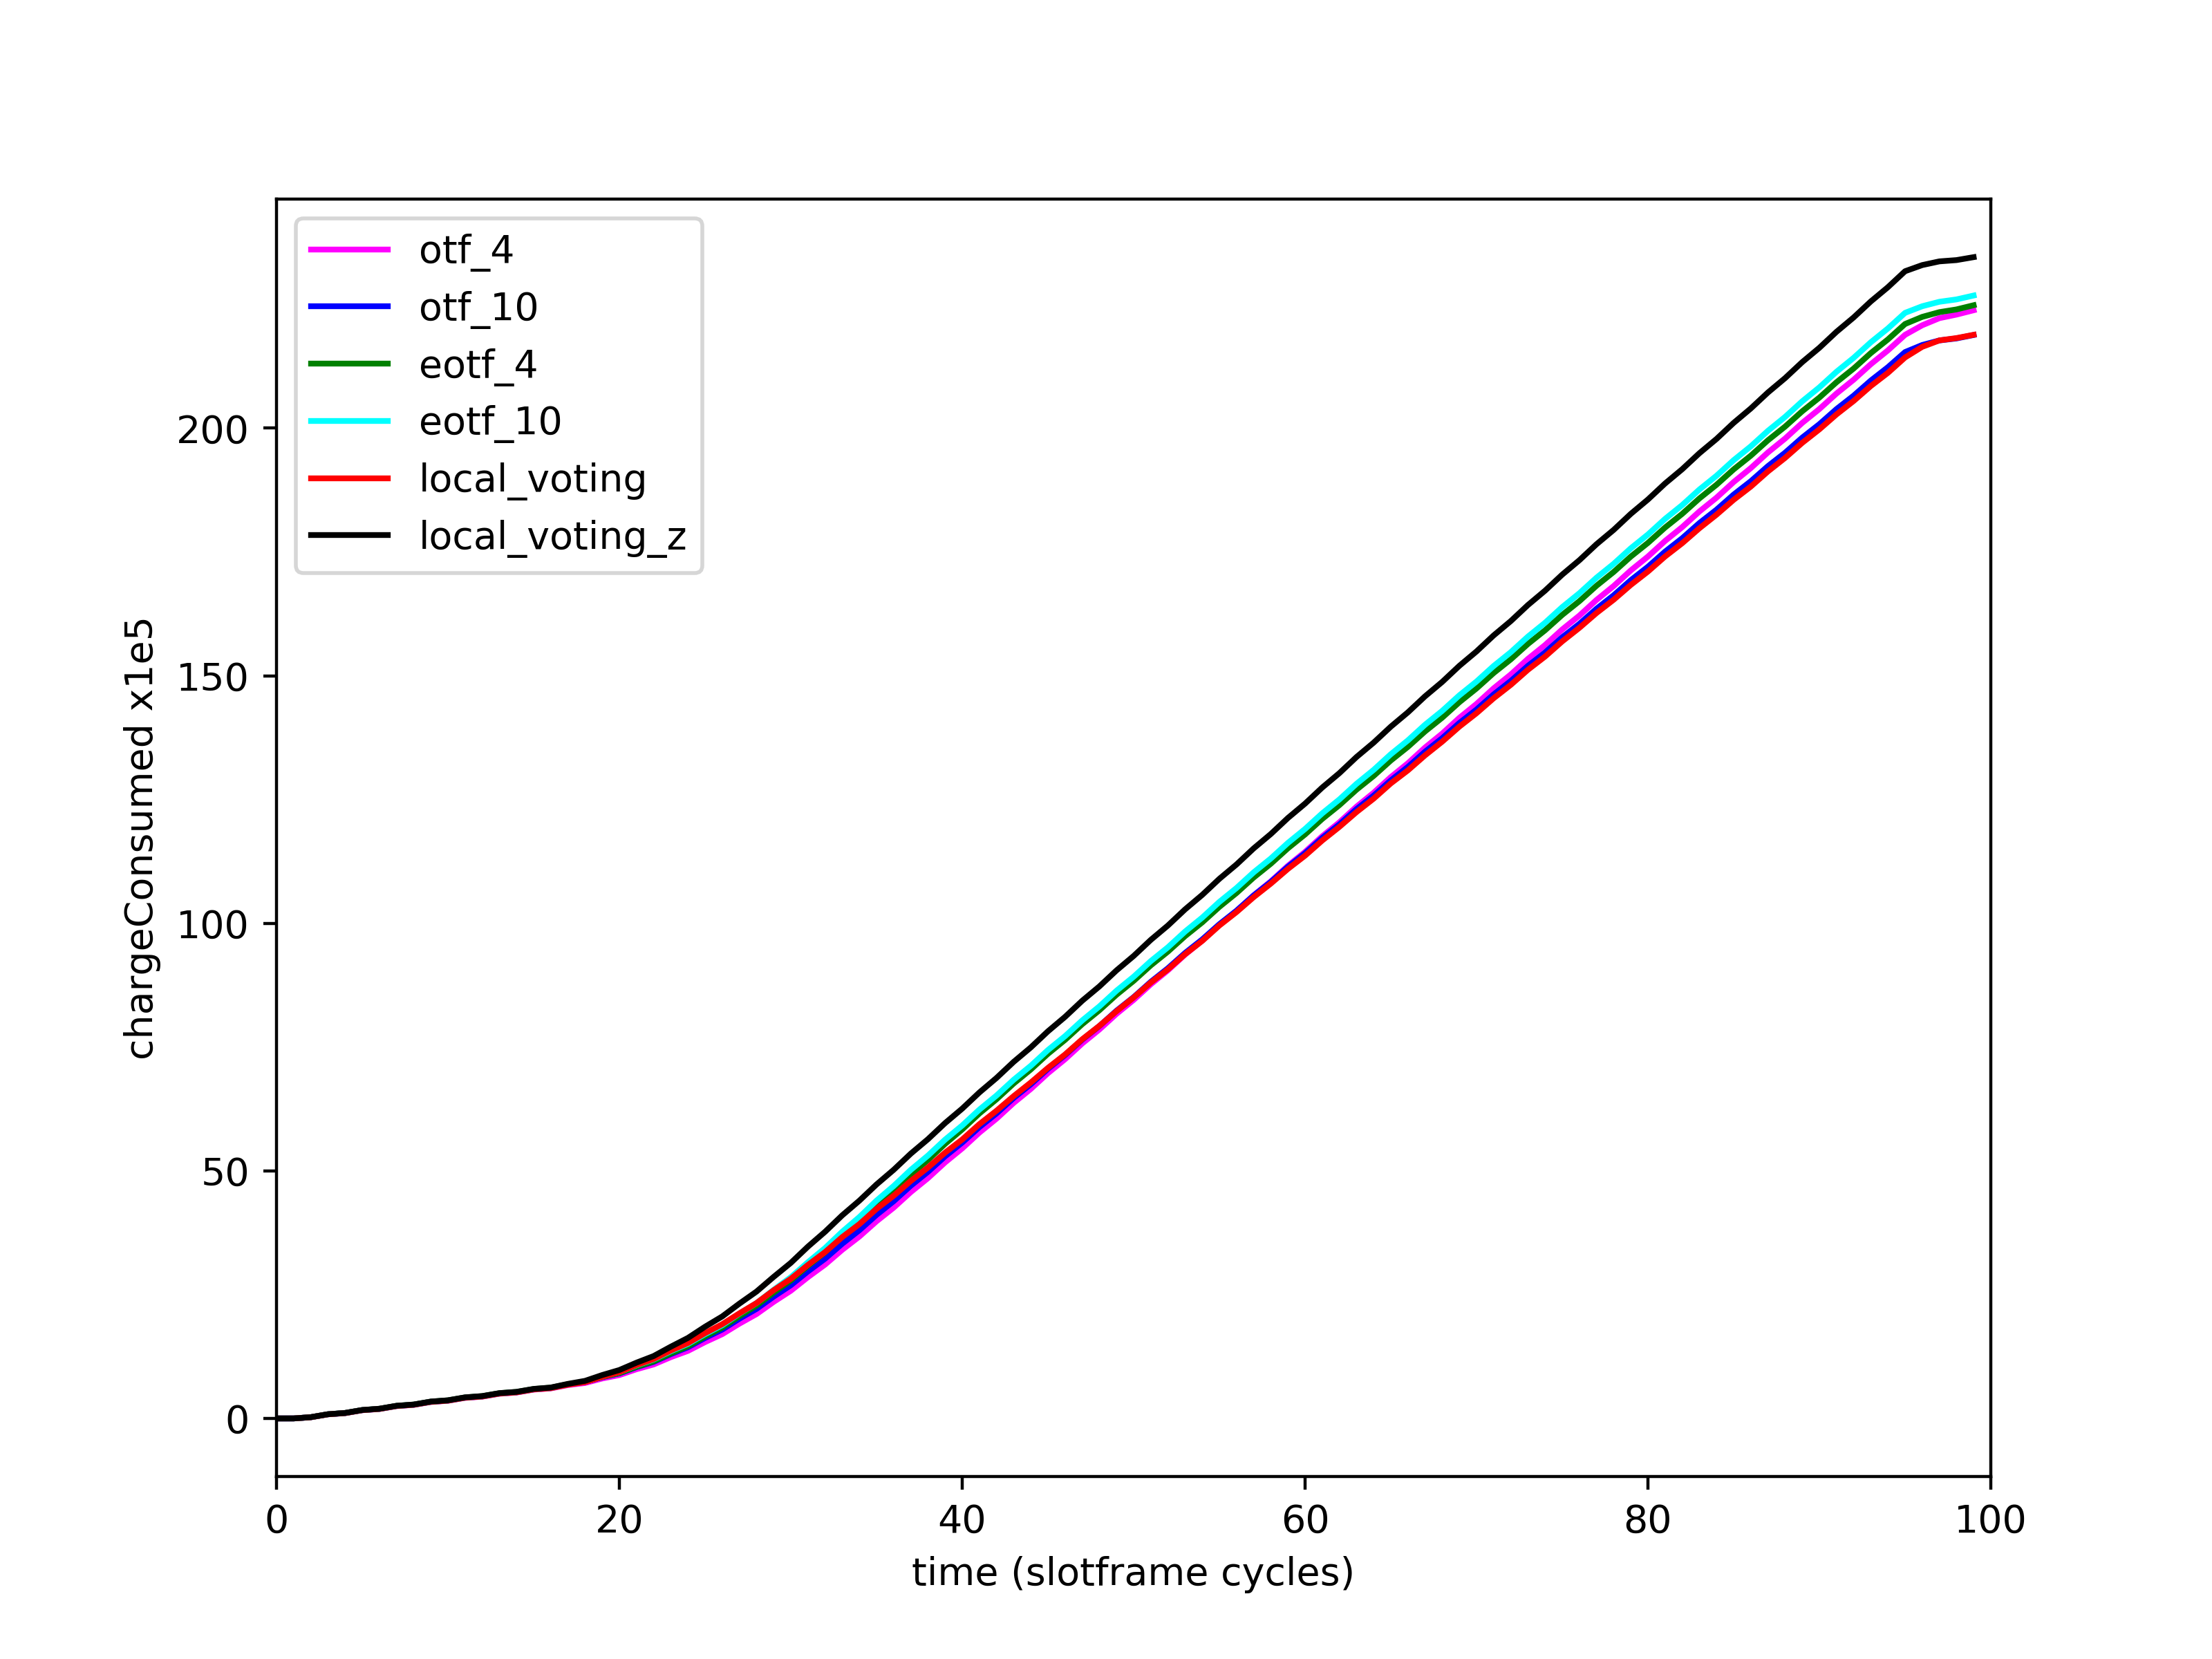 otf_4
otf_10
eotf_4
eotf_10
local_voting
local_voting_z
chargeConsumed x1e5
200
150
100
50
0
0 20 40 60 80 100
time (slotframe cycles)